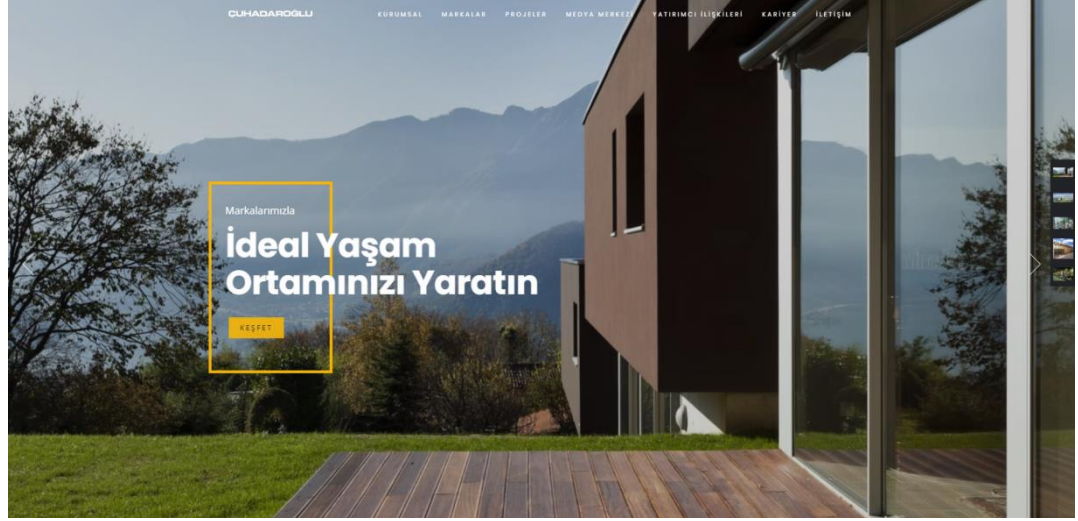 ÇUHADAROĞLU
KURUMSAL MARKALAR PROJELER MEDYA MERKEZİ YATIRIMCI İLİŞKİLERİ KARİYER İLETİŞİM
Markalarımızla
İdeal Yaşam
Ortamınızı Yaratın
KEŞFET